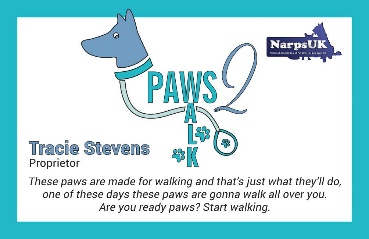 NarpsUK
PAWS 2
WALK
Tracie Stevens
Proprietor
These paws are made for walking and that's just what they'll do,
one of these days these paws are gonna walk all over you.
Are you ready paws? Start walking.